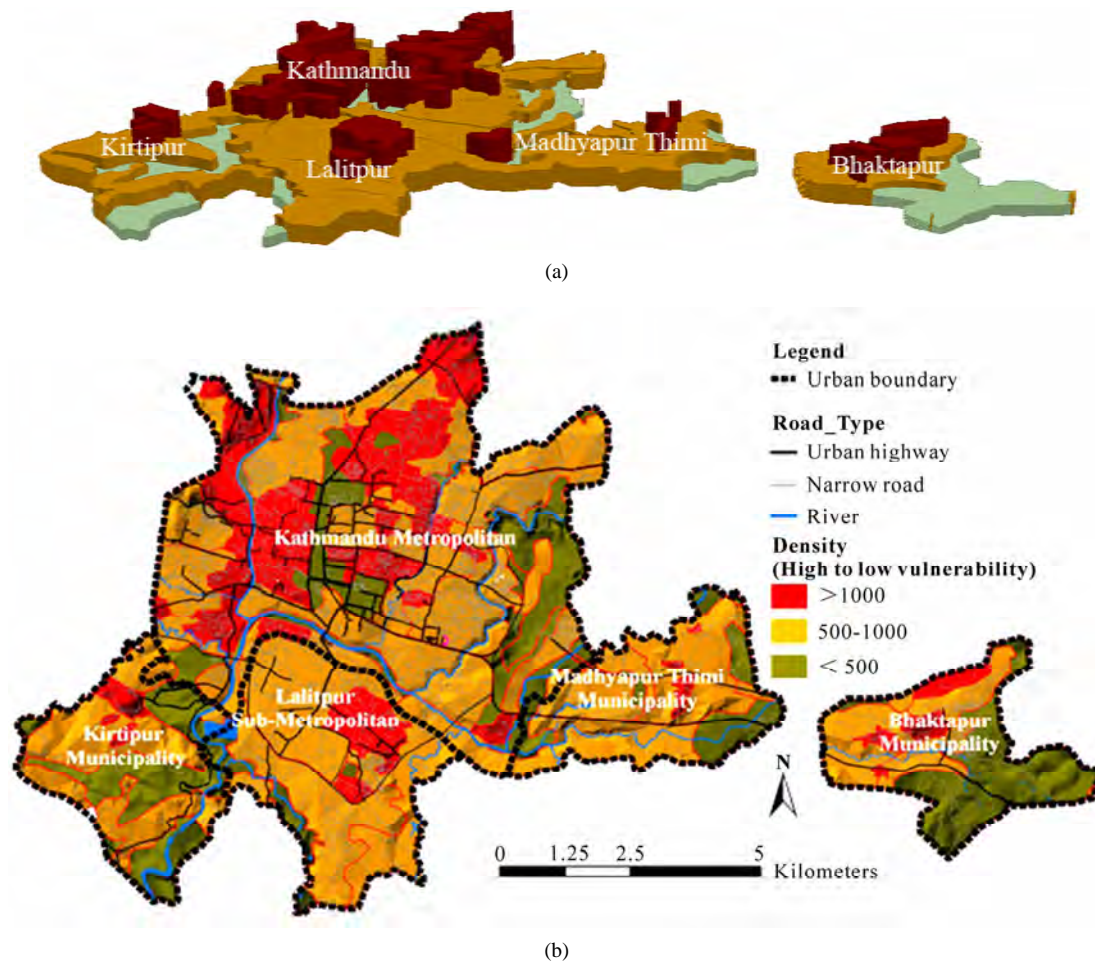 Kathmandu
Kirtipur
Lalitpur
Madhyapur Thimi
Bhaktapur
(a)
Legend
Urban boundary
Road_Type
Urban highway
Narrow road
River
Density
(High to low vulnerability)
>1000
500-1000
< 500
Kathmandu Metropolitan
Lalitpur
Sub-Metropolitan
Kirtipur
Municipality
Madhyapur Thimi
Municipality
Bhaktapur
Municipality
N
0 1.25 2.5 5
Kilometers
(b)